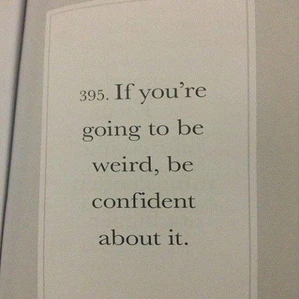 395. If you’re
going to be
weird, be
confident
about it.